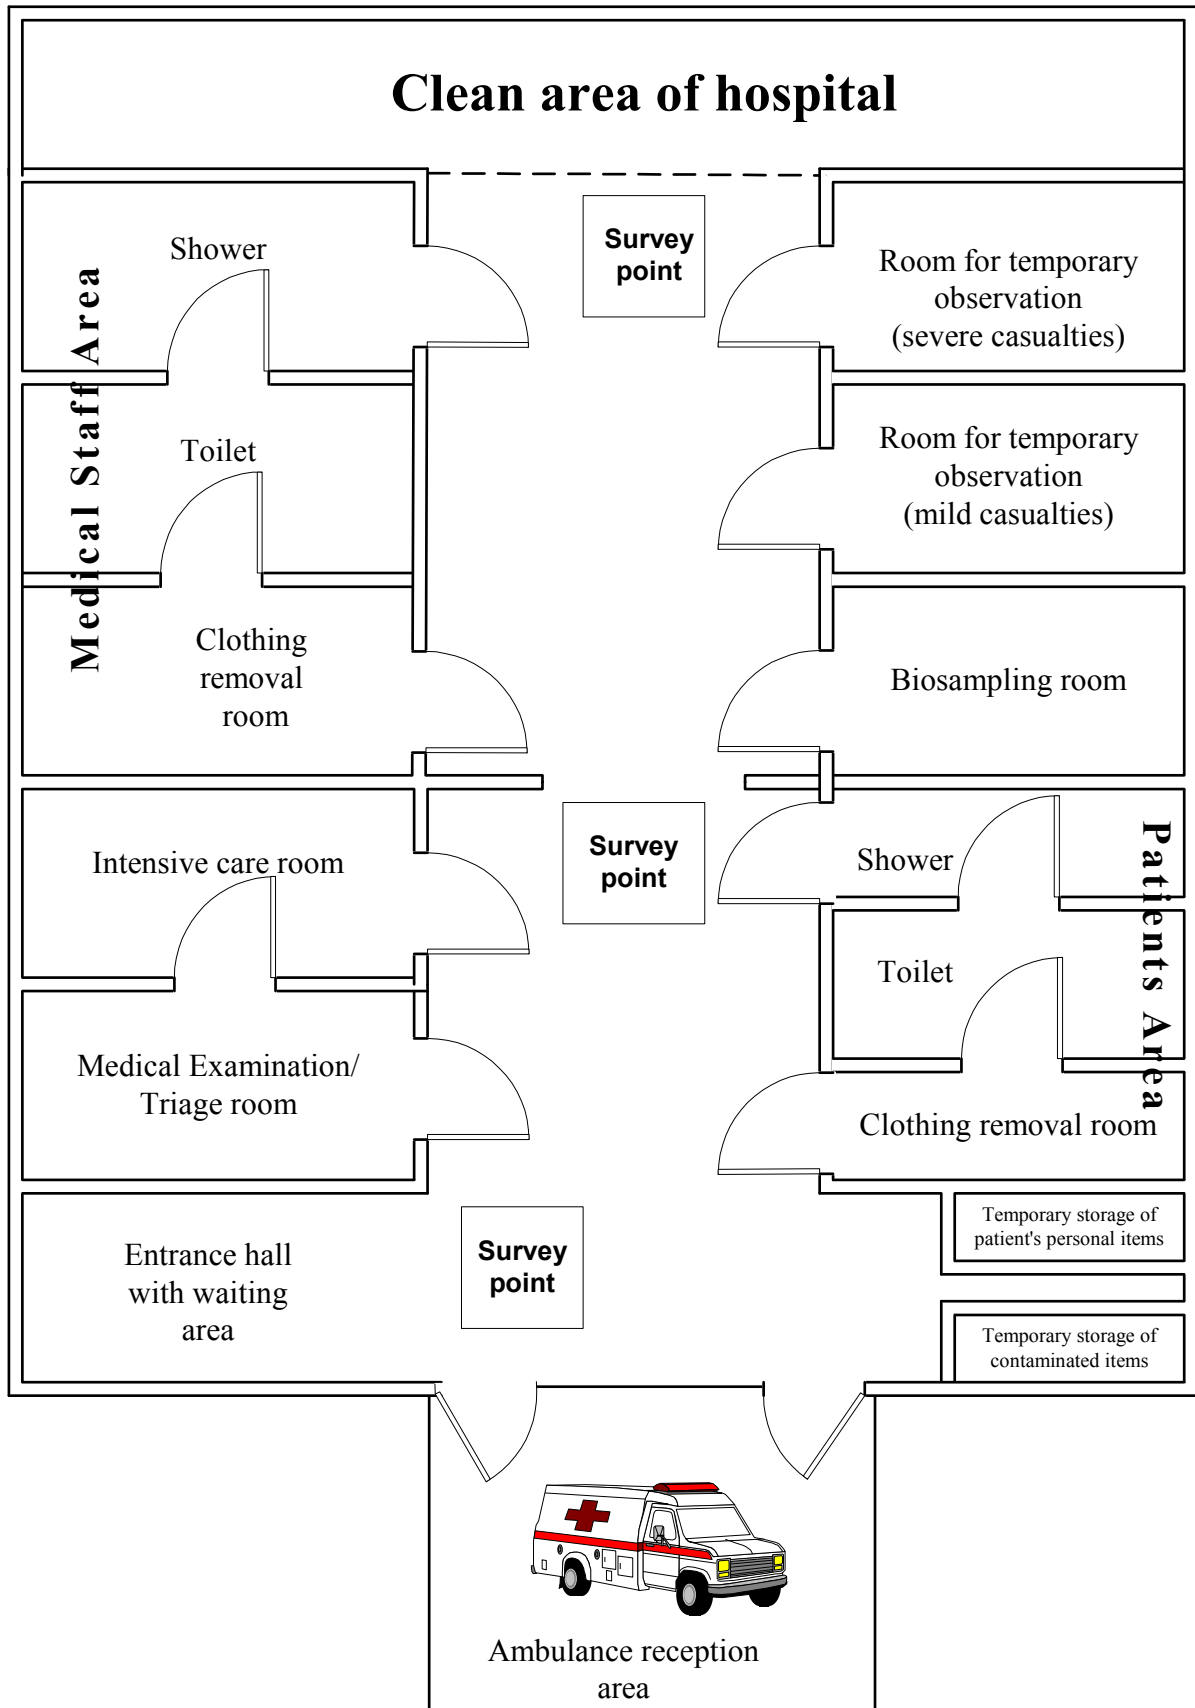 Clean area of hospital
Medical Staff Area
Shower
Survey
point
Room for temporary
observation
(severe casualties)
Toilet
Room for temporary
observation
(mild casualties)
Clothing
removal
room
Biosampling room
Intensive care room
Survey
point
Shower
Patients Area
Toilet
Medical Examination/
Triage room
Clothing removal room
Entrance hall
with waiting
area
Survey
point
Temporary storage of
patient's personal items
Temporary storage of
contaminated items
Ambulance reception
area